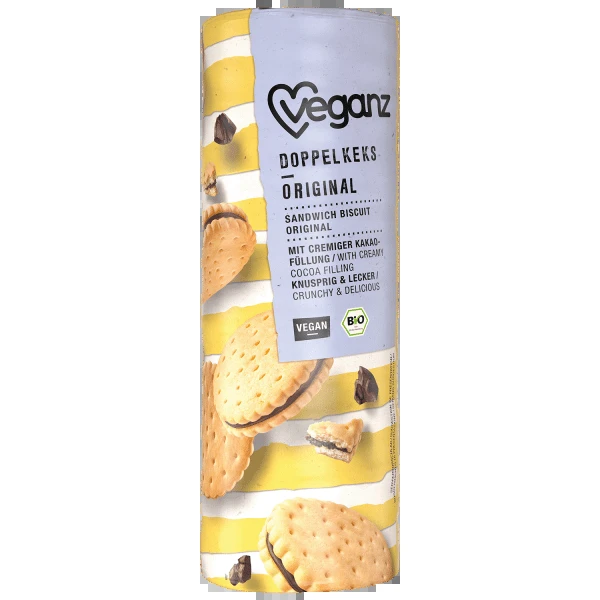 veganz
DOPPELKEKS
ORIGINAL
SANDWICH BISCUIT
ORIGINAL
MIT CREMIGER KAKAO-
FÜLLUNG / WITH CREAMY
COCOA FILLING
KNUSPRIG & LECKER /
CRUNCHY & DELICIOUS
VEGAN
BIO